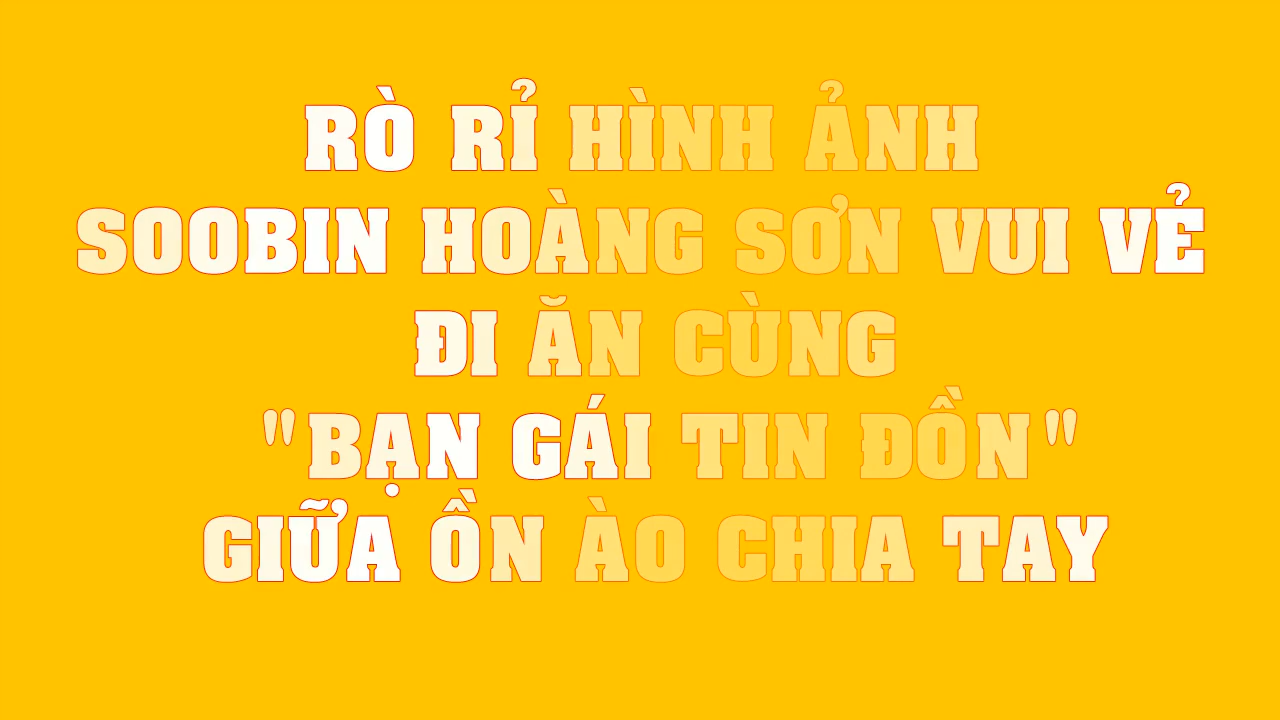 RÒ RỈ HÌNH ẢNH
SOOBIN HOÀNG SƠN VUI VẺ
ĐI ĂN CÙNG
"BẠN GÁI TIN ĐỒN"
GIỮA ỒN ÀO CHIA TAY